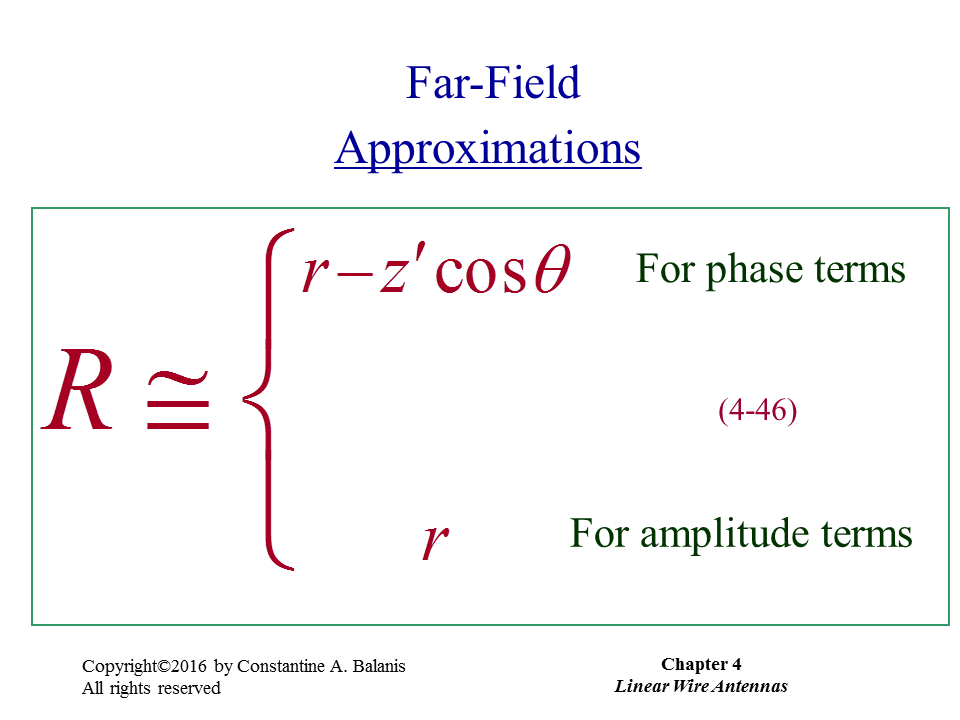 Far-Field
Approximations
r − z′ cos θ For phase terms
R ≅ {
(4-46)
r For amplitude terms
Copyright©2016 by Constantine A. Balanis
All rights reserved
Chapter 4
Linear Wire Antennas